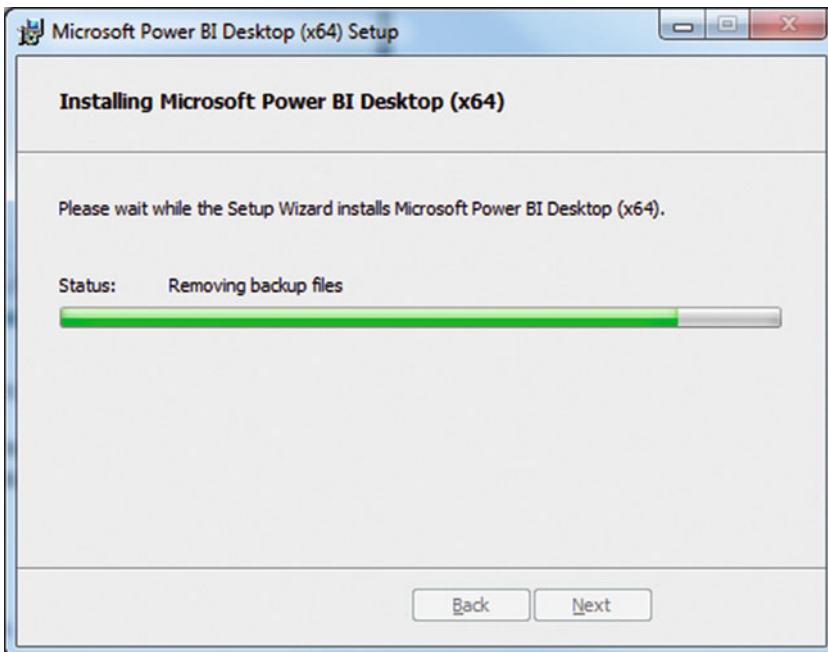 Microsoft Power BI Desktop (x64) Setup
Installing Microsoft Power BI Desktop (x64)
Please wait while the Setup Wizard installs Microsoft Power BI Desktop (x64).
Status: Removing backup files
Back Next